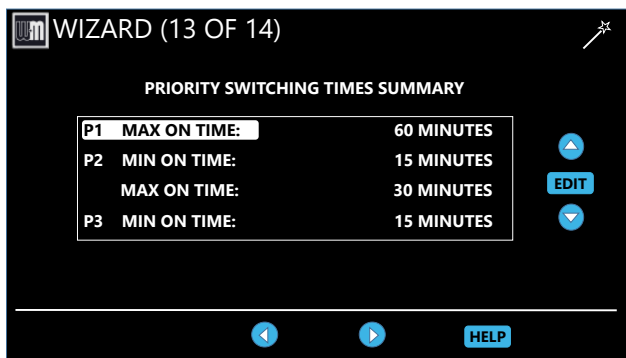 wm WIZARD (13 OF 14)
PRIORITY SWITCHING TIMES SUMMARY
P1 MAX ON TIME: 60 MINUTES
P2 MIN ON TIME: 15 MINUTES
MAX ON TIME: 30 MINUTES
P3 MIN ON TIME: 15 MINUTES
EDIT
HELP